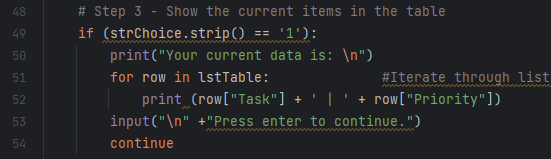 48 # Step 3 - Show the current items in the table
49 if (strChoice.strip() == '1'):
50 print("Your current data is: \n")
51 for row in lstTable: #Iterate through list
52 print (row["Task"] + ' | ' + row["Priority"])
53 input("\n" +"Press enter to continue.")
54 continue